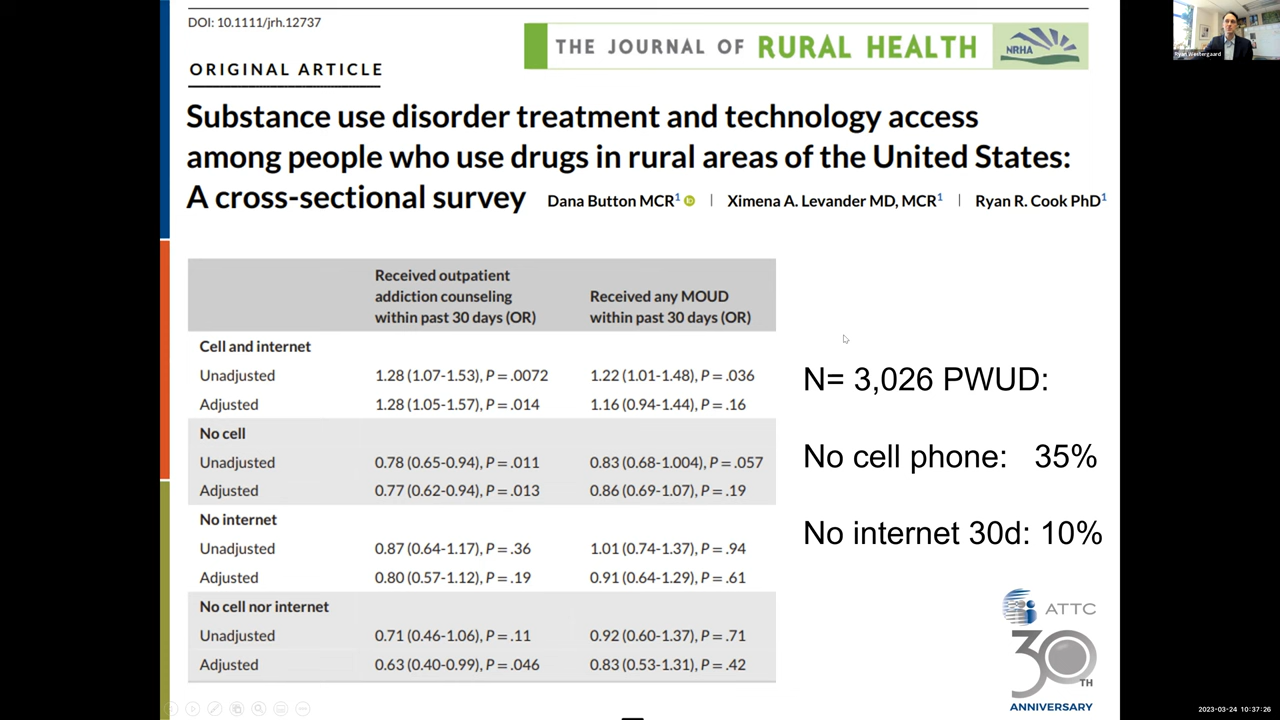 DOI: 10.1111/jrh.12737
THE JOURNAL OF RURAL HEALTH
NRHA
ORIGINAL ARTICLE
Substance use disorder treatment and technology access
among people who use drugs in rural areas of the United States:
A cross-sectional survey Dana Button MCR¹ iD | Ximena A. Levander MD, MCR¹ | Ryan R. Cook PhD¹
Received outpatient
addiction counseling
within past 30 days (OR)
Received any MOUD
within past 30 days (OR)
Cell and internet
Unadjusted 1.28 (1.07-1.53), P = .0072 1.22 (1.01-1.48), P = .036
Adjusted 1.28 (1.05-1.57), P = .014 1.16 (0.94-1.44), P = .16
No cell
Unadjusted 0.78 (0.65-0.94), P = .011 0.83 (0.68-1.004), P = .057
Adjusted 0.77 (0.62-0.94), P = .013 0.86 (0.69-1.07), P = .19
No internet
Unadjusted 0.87 (0.64-1.17), P = .36 1.01 (0.74-1.37), P = .94
Adjusted 0.80 (0.57-1.12), P = .19 0.91 (0.64-1.29), P = .61
No cell nor internet
Unadjusted 0.71 (0.46-1.06), P = .11 0.92 (0.60-1.37), P = .71
Adjusted 0.63 (0.40-0.99), P = .046 0.83 (0.53-1.31), P = .42
N= 3,026 PWUD:
No cell phone: 35%
No internet 30d: 10%
ATTC
30TH
ANNIVERSARY
Ryan Westergaard
2023-03-24 10:37:26